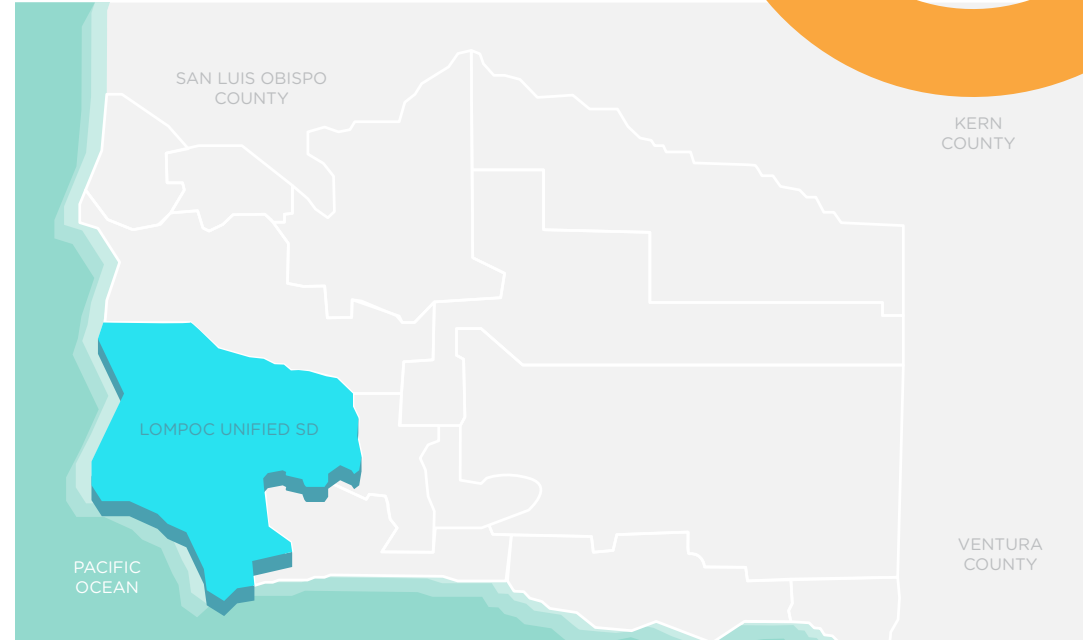 SAN LUIS OBISPO
COUNTY
KERN
COUNTY
LOMPOC UNIFIED SD
VENTURA
COUNTY
PACIFIC
OCEAN